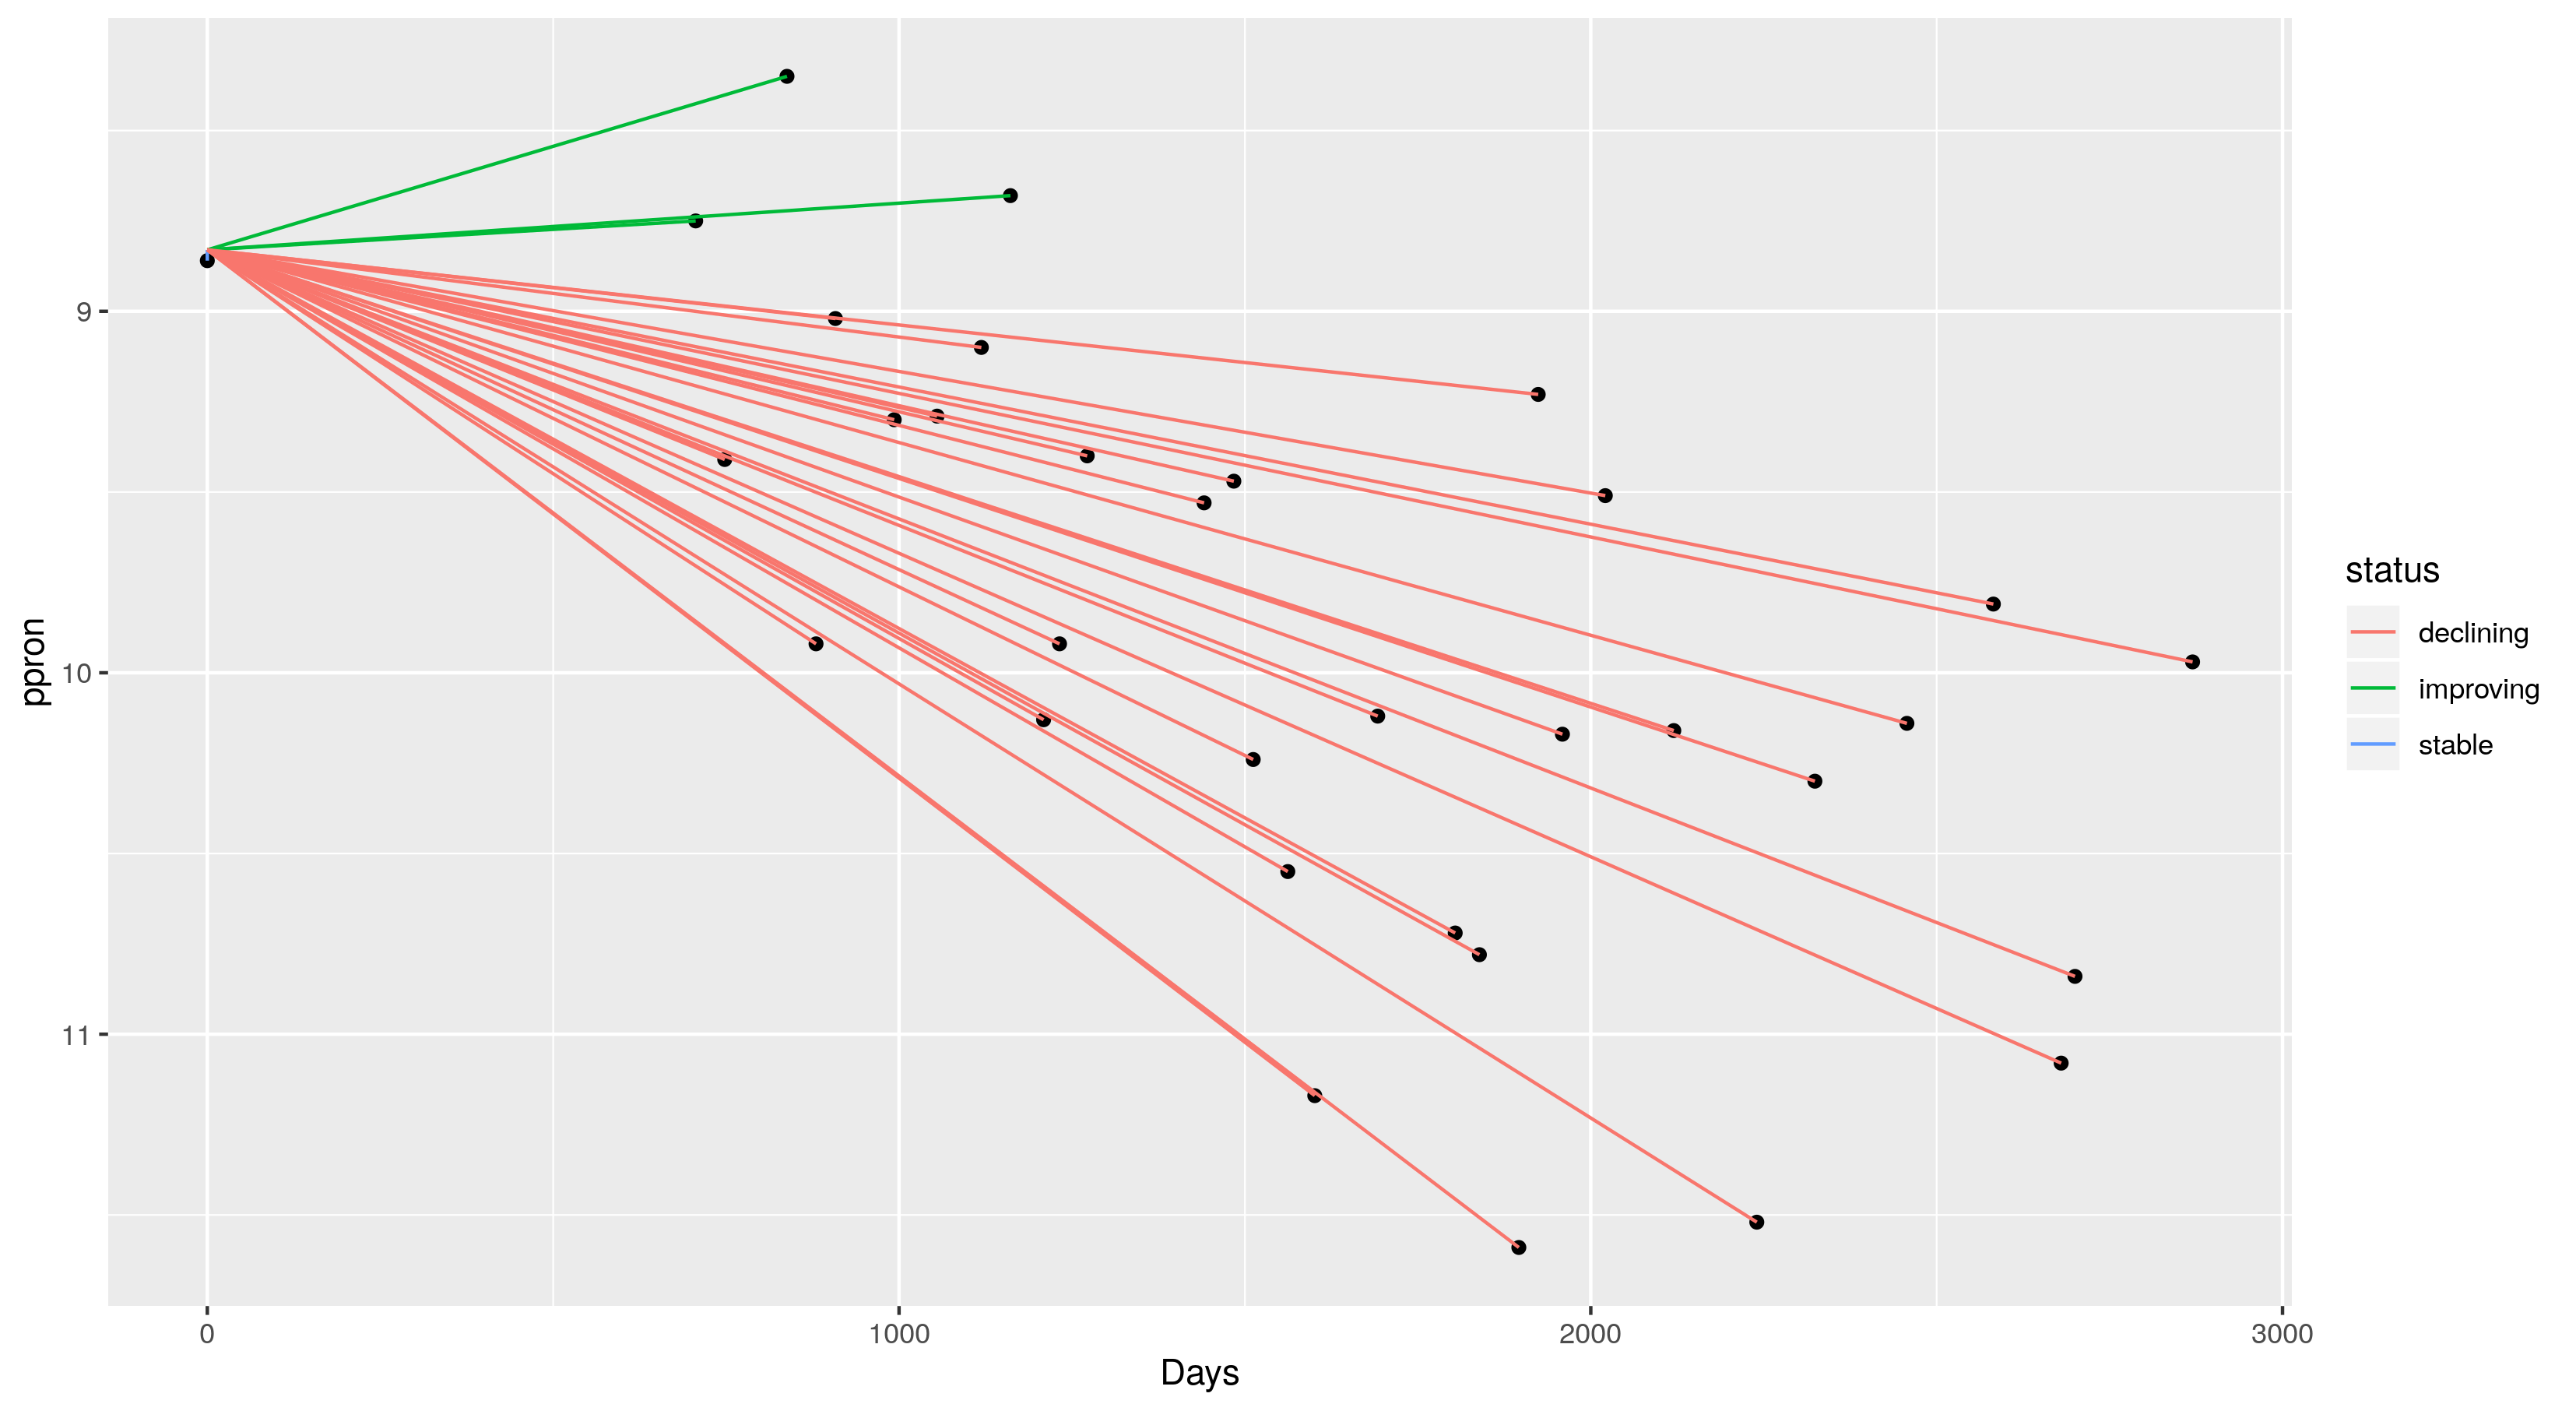 ppron
9
10
11
0
1000
2000
3000
Days
status
declining
improving
stable